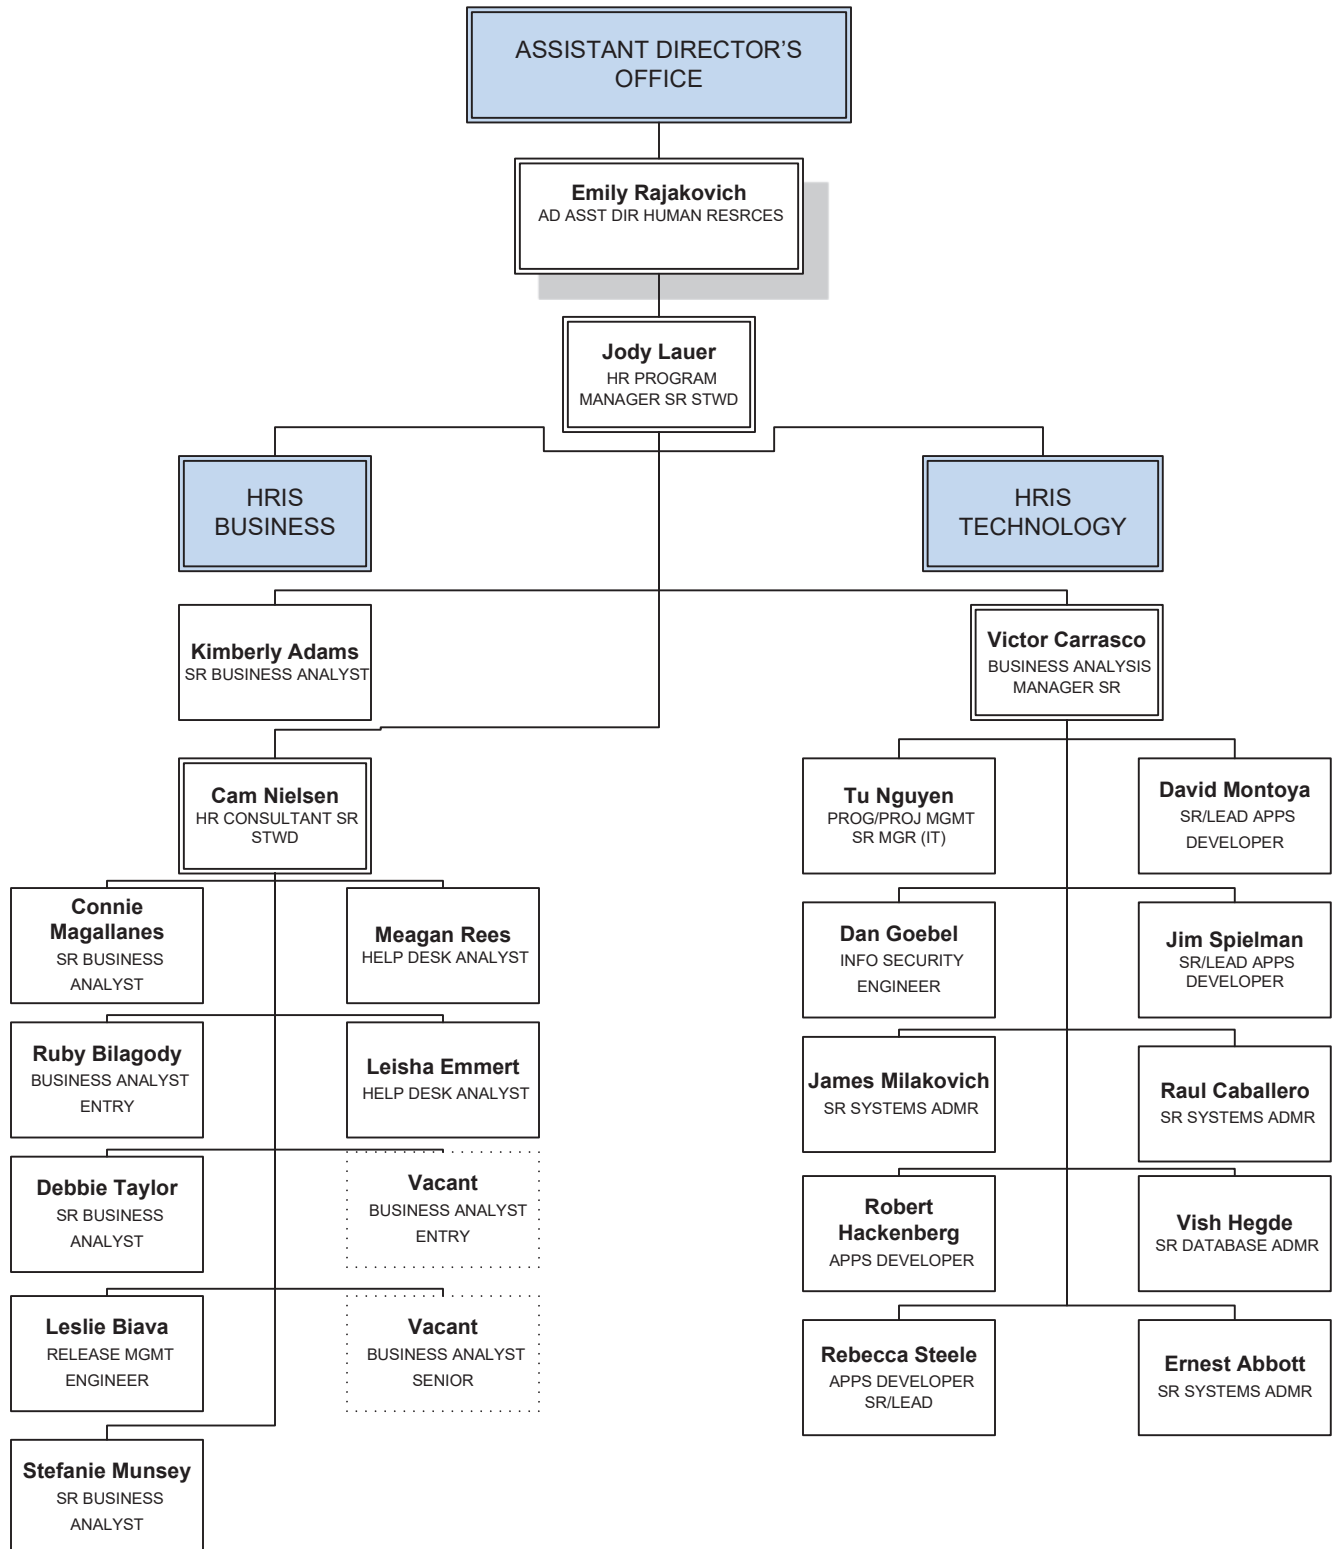 ASSISTANT DIRECTOR'S
OFFICE
Emily Rajakovich
AD ASST DIR HUMAN RESRCES
Jody Lauer
HR PROGRAM
MANAGER SR STWD
HRIS
BUSINESS
HRIS
TECHNOLOGY
Kimberly Adams
SR BUSINESS ANALYST
Victor Carrasco
BUSINESS ANALYSIS
MANAGER SR
Cam Nielsen
HR CONSULTANT SR
STWD
Connie
Magallanes
SR BUSINESS
ANALYST
Meagan Rees
HELP DESK ANALYST
Ruby Bilagody
BUSINESS ANALYST
ENTRY
Leisha Emmert
HELP DESK ANALYST
Debbie Taylor
SR BUSINESS
ANALYST
Vacant
BUSINESS ANALYST
ENTRY
Leslie Biava
RELEASE MGMT
ENGINEER
Vacant
BUSINESS ANALYST
SENIOR
Stefanie Munsey
SR BUSINESS
ANALYST
Tu Nguyen
PROG/PROJ MGMT
SR MGR (IT)
David Montoya
SR/LEAD APPS
DEVELOPER
Dan Goebel
INFO SECURITY
ENGINEER
Jim Spielman
SR/LEAD APPS
DEVELOPER
James Milakovich
SR SYSTEMS ADMR
Raul Caballero
SR SYSTEMS ADMR
Robert
Hackenberg
APPS DEVELOPER
Vish Hegde
SR DATABASE ADMR
Rebecca Steele
APPS DEVELOPER
SR/LEAD
Ernest Abbott
SR SYSTEMS ADMR